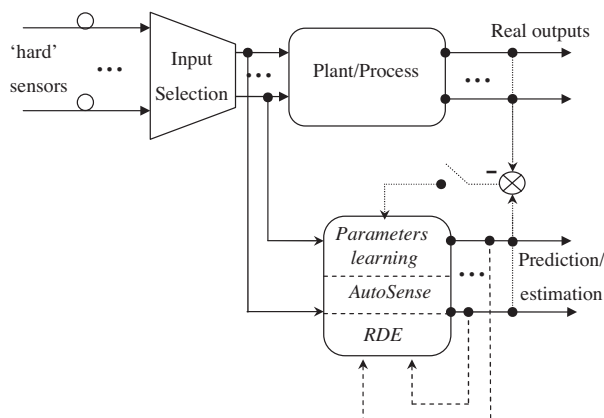 Real outputs
‘hard’
sensors
Input
Selection
Plant/Process
Parameters
learning
AutoSense
RDE
Prediction/
estimation